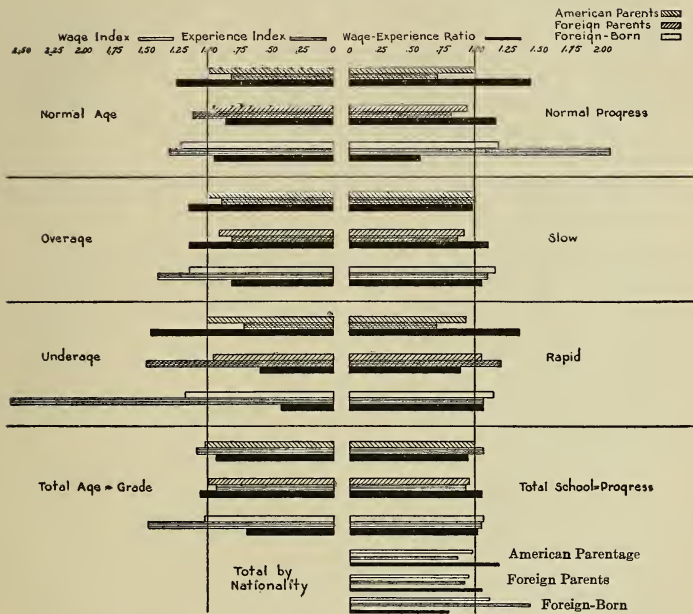 American Parents
Foreign Parents
Foreign-Born
Wage Index Experience Index Wage-Experience Ratio
2.50 2.25 2.00 1.75 1.50 1.25 1.00 .75 .50 .25 0 0 .25 .50 .75 1.00 1.25 1.50 1.75 2.00
Normal Age Normal Progress
Overage Slow
Underage Rapid
Total Age = Grade Total School=Progress
Total by
Nationality
American Parentage
Foreign Parents
Foreign-Born